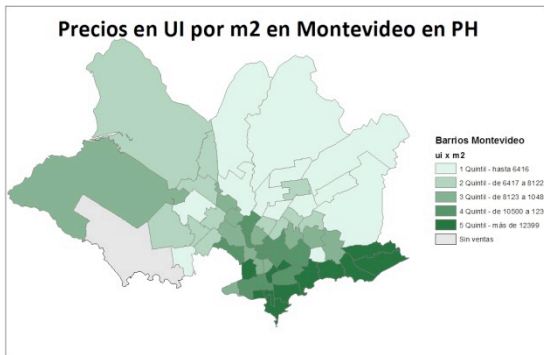 Precios en UI por m2 en Montevideo en PH
Barrios Montevideo
ui x m2
1 Quintil - hasta 6416
2 Quintil - de 6417 a 8122
3 Quintil - de 8123 a 1048
4 Quintil - de 10500 a 123
5 Quintil - más de 12399
Sin ventas